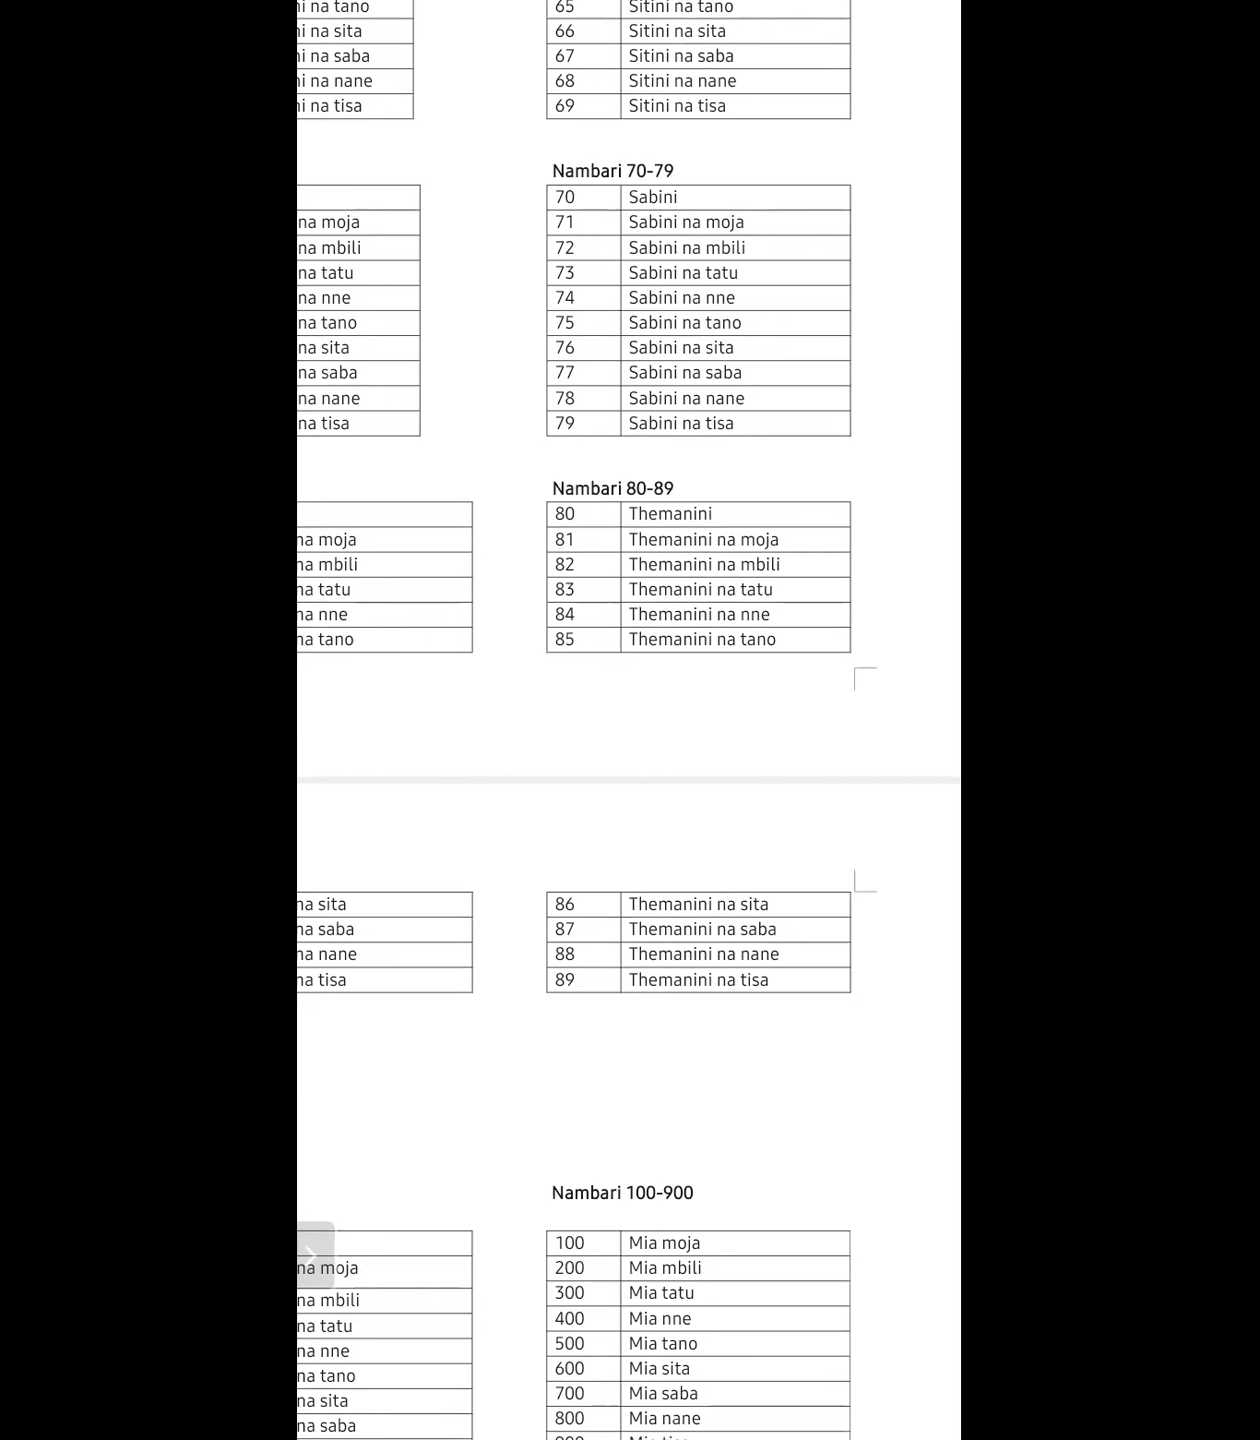 ni na tano
ni na sita
ni na saba
ni na nane
ni na tisa
na moja
na mbili
na tatu
na nne
na tano
na sita
na saba
na nane
na tisa
na moja
na mbili
na tatu
na nne
na tano
na sita
na saba
na nane
na tisa
na moja
na mbili
na tatu
na nne
na tano
na sita
na saba
65 Sitini na tano
66 Sitini na sita
67 Sitini na saba
68 Sitini na nane
69 Sitini na tisa
Nambari 70-79
70 Sabini
71 Sabini na moja
72 Sabini na mbili
73 Sabini na tatu
74 Sabini na nne
75 Sabini na tano
76 Sabini na sita
77 Sabini na saba
78 Sabini na nane
79 Sabini na tisa
Nambari 80-89
80 Themanini
81 Themanini na moja
82 Themanini na mbili
83 Themanini na tatu
84 Themanini na nne
85 Themanini na tano
86 Themanini na sita
87 Themanini na saba
88 Themanini na nane
89 Themanini na tisa
Nambari 100-900
100 Mia moja
200 Mia mbili
300 Mia tatu
400 Mia nne
500 Mia tano
600 Mia sita
700 Mia saba
800 Mia nane